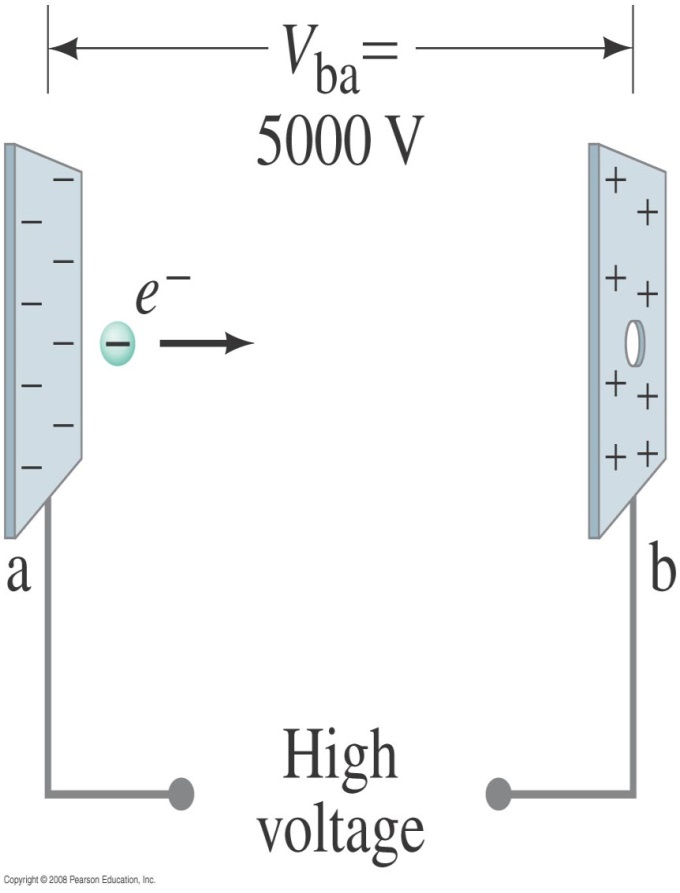 V_ba =
5000 V
e⁻
a
b
High
voltage
Copyright © 2008 Pearson Education, Inc.